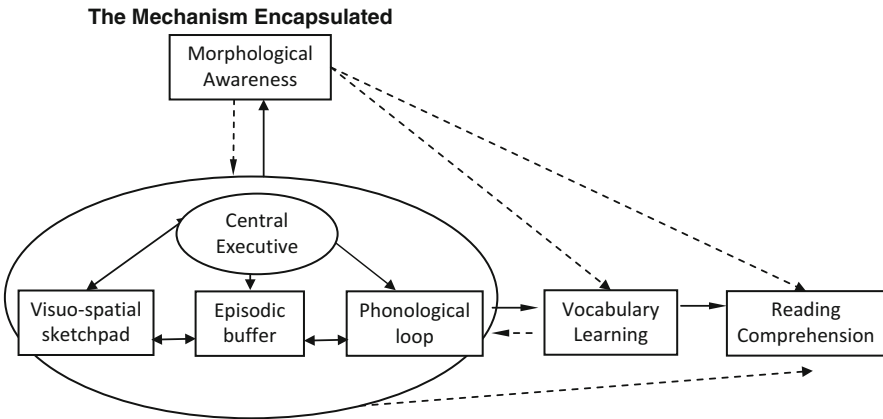 The Mechanism Encapsulated
Morphological
Awareness
Central
Executive
Visuo-spatial
sketchpad
Episodic
buffer
Phonological
loop
Vocabulary
Learning
Reading
Comprehension